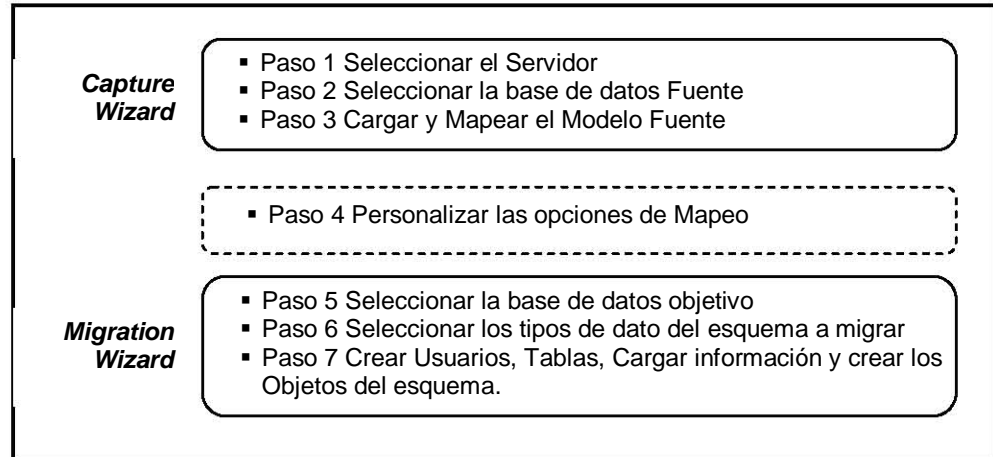 Capture
Wizard
▪ Paso 1 Seleccionar el Servidor
▪ Paso 2 Seleccionar la base de datos Fuente
▪ Paso 3 Cargar y Mapear el Modelo Fuente
▪ Paso 4 Personalizar las opciones de Mapeo
Migration
Wizard
▪ Paso 5 Seleccionar la base de datos objetivo
▪ Paso 6 Seleccionar los tipos de dato del esquema a migrar
▪ Paso 7 Crear Usuarios, Tablas, Cargar información y crear los
Objetos del esquema.